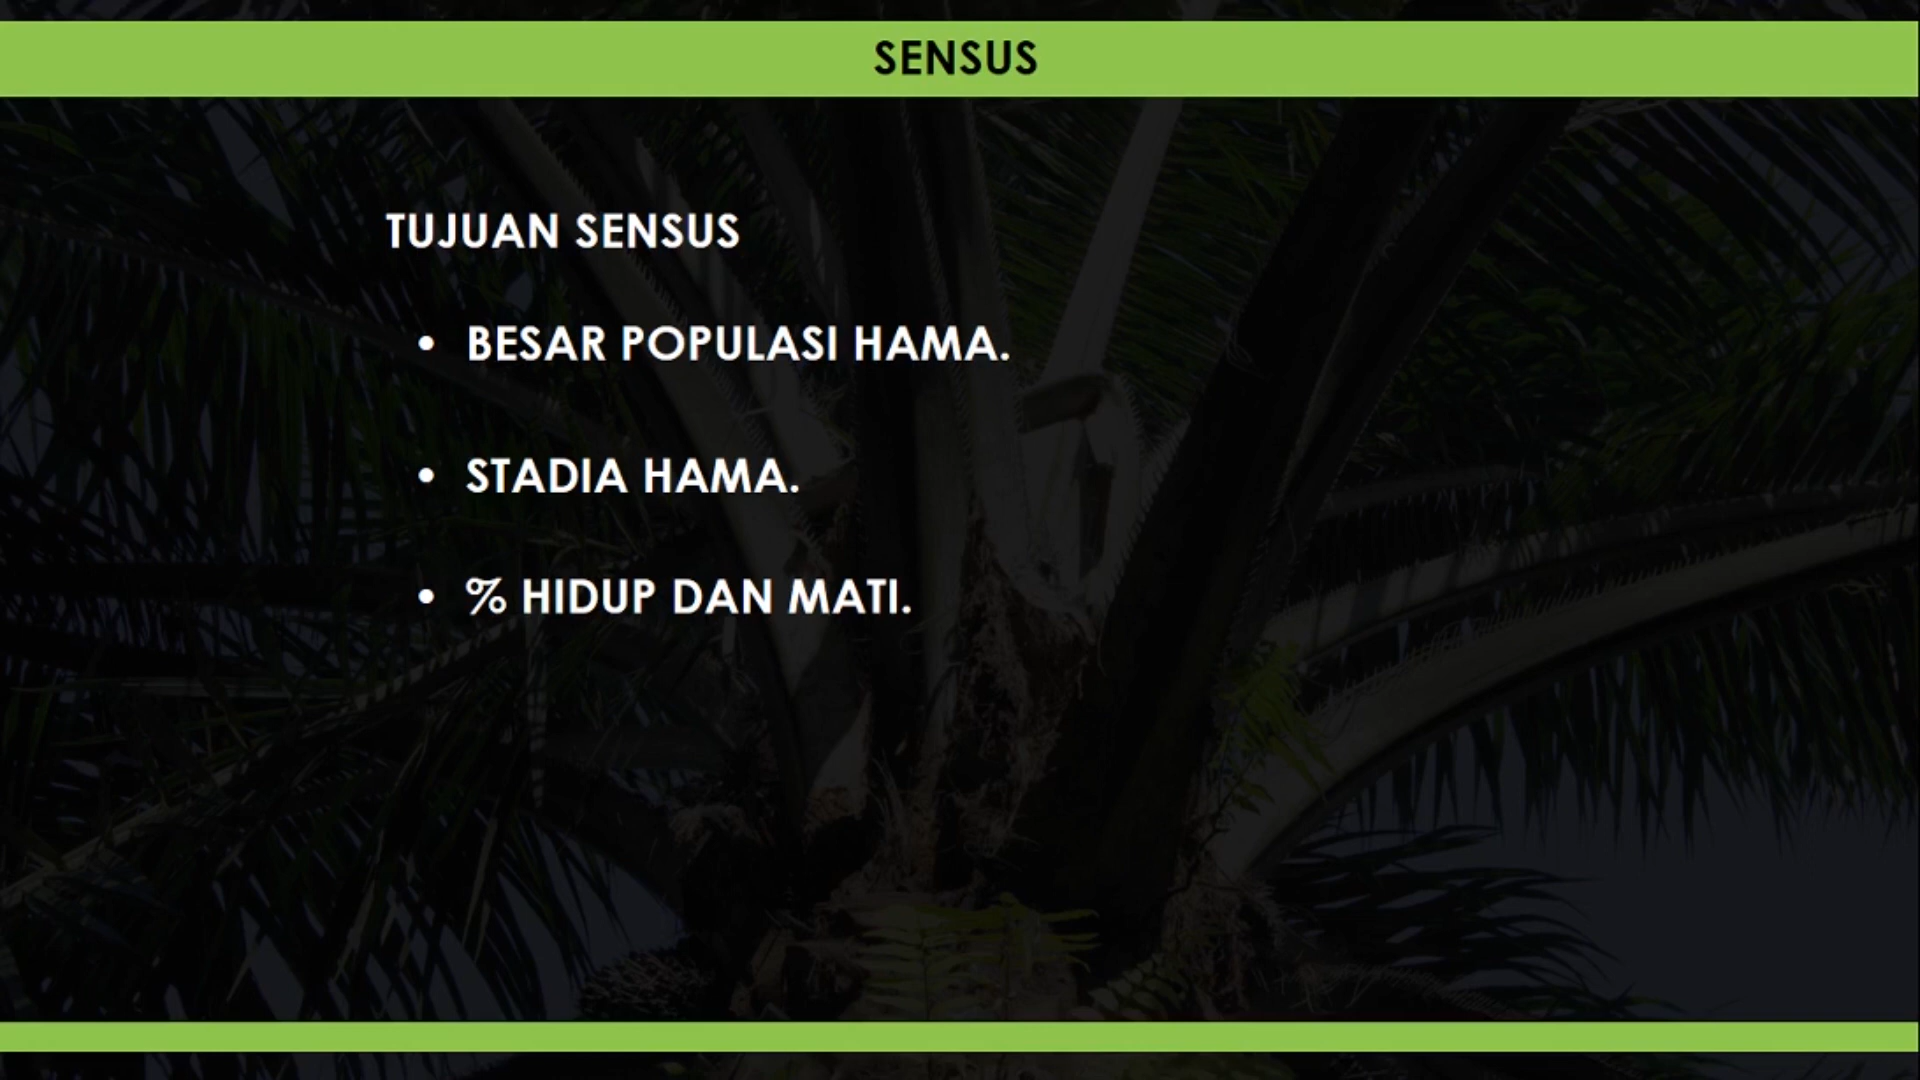 SENSUS
TUJUAN SENSUS
• BESAR POPULASI HAMA.
• STADIA HAMA.
• % HIDUP DAN MATI.